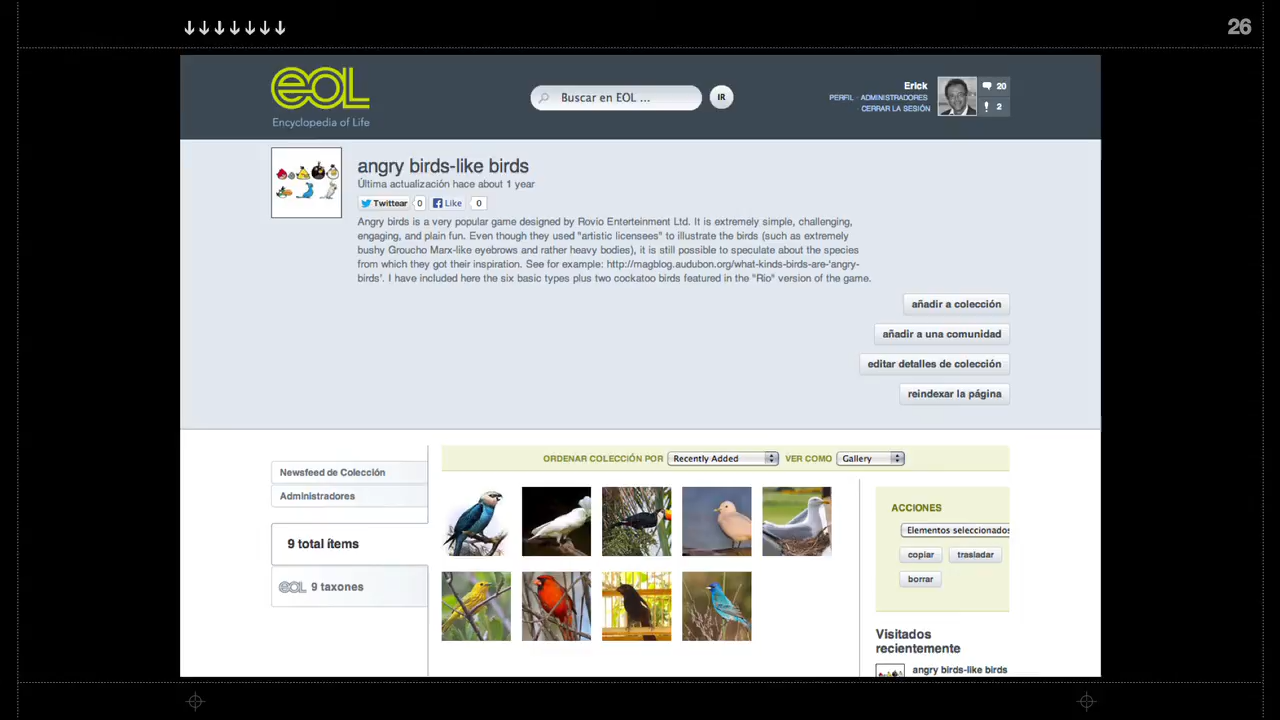 ↓↓↓↓↓↓↓
26
eOL
Encyclopedia of Life
Buscar en EOL ...
IR
Erick
PERFIL · ADMINISTRADORES
CERRAR LA SESIÓN
20
2
angry birds-like birds
Última actualización hace about 1 year
Twittear 0 Like 0
Angry birds is a very popular game designed by Rovio Enterteinment Ltd. It is extremely simple, challenging,
engaging, and plain fun. Even though they used "artistic licensees" to illustrate the birds (such as extremely
bushy Groucho Marx-like eyebrows and rather heavy bodies), it is still possible to speculate about the species
from which they got their inspiration. See for example: http://magblog.audubon.org/what-kinds-birds-are-'angry-
birds'. I have included here the six basic types plus two cockatoo birds featured in the "Rio" version of the game.
añadir a colección
añadir a una comunidad
editar detalles de colección
reindexar la página
Newsfeed de Colección
Administradores
9 total ítems
eOL 9 taxones
ORDENAR COLECCIÓN POR Recently Added VER COMO Gallery
ACCIONES
Elementos seleccionados
copiar trasladar
borrar
Visitados
recientemente
angry birds-like birds